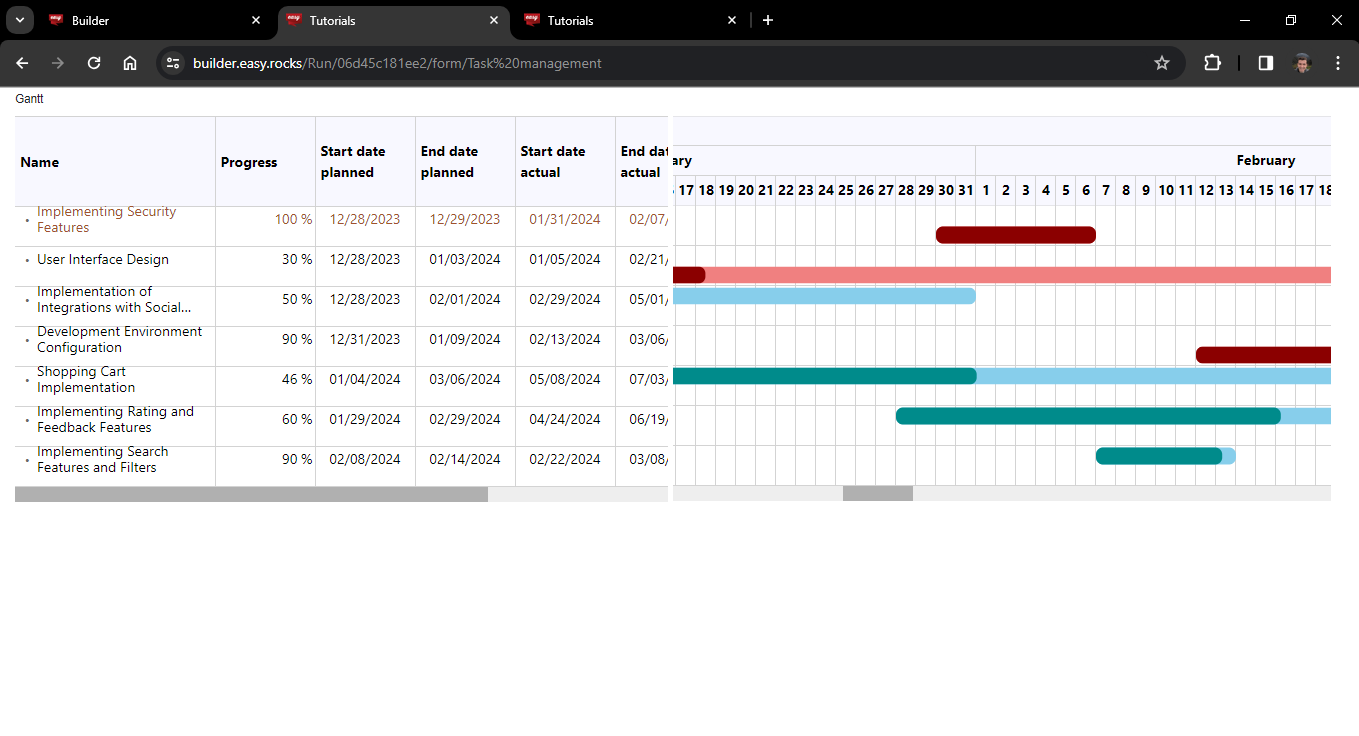 Builder
Tutorials
Tutorials
builder.easy.rocks/Run/06d45c181ee2/form/Task%20management
Gantt
Name Progress Start date planned End date planned Start date actual End dat actual
ary February
17 18 19 20 21 22 23 24 25 26 27 28 29 30 31 1 2 3 4 5 6 7 8 9 10 11 12 13 14 15 16 17 18
Implementing Security
Features
100 % 12/28/2023 12/29/2023 01/31/2024 02/07/
User Interface Design 30 % 12/28/2023 01/03/2024 01/05/2024 02/21/
Implementation of
Integrations with Social...
50 % 12/28/2023 02/01/2024 02/29/2024 05/01/
Development Environment
Configuration
90 % 12/31/2023 01/09/2024 02/13/2024 03/06/
Shopping Cart
Implementation
46 % 01/04/2024 03/06/2024 05/08/2024 07/03/
Implementing Rating and
Feedback Features
60 % 01/29/2024 02/29/2024 04/24/2024 06/19/
Implementing Search
Features and Filters
90 % 02/08/2024 02/14/2024 02/22/2024 03/08/